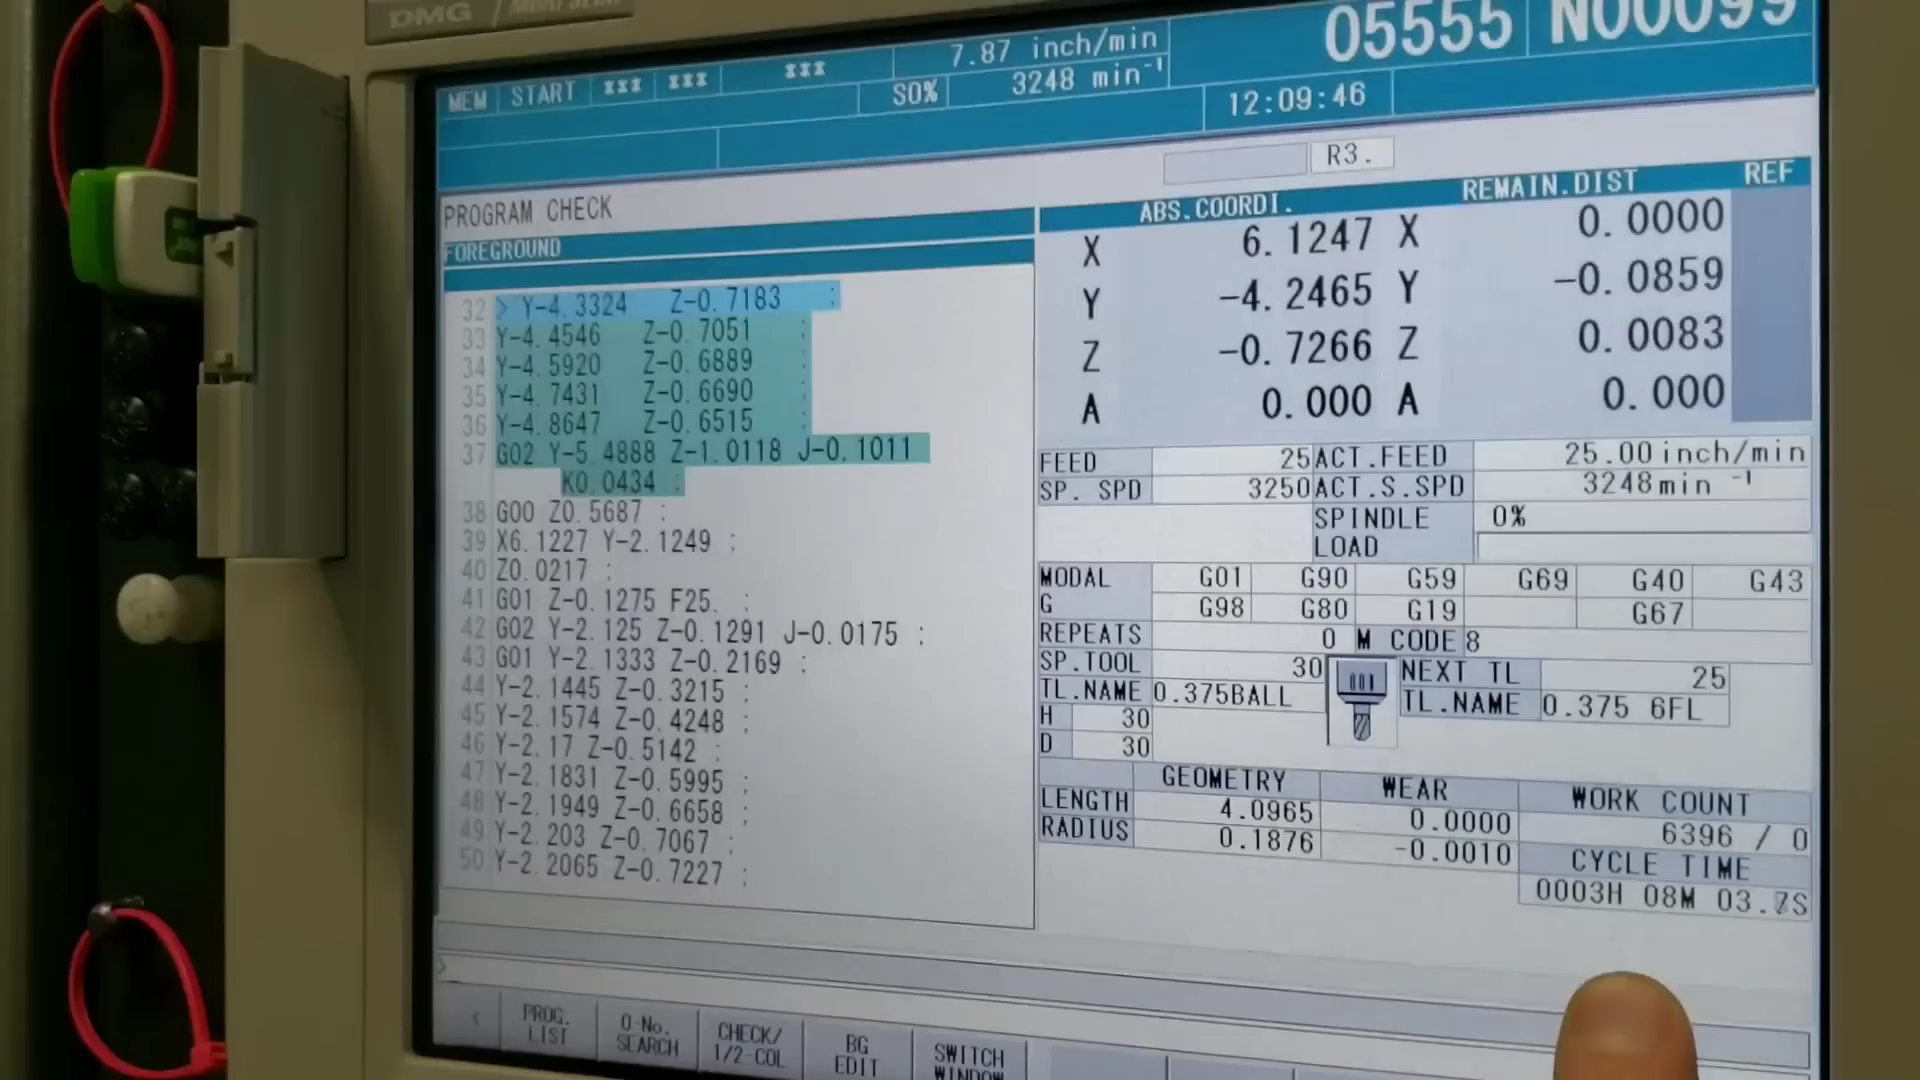 DMG / MORI SEIKI
MEM START *** *** ***
7.87 inch/min
S0% 3248 min⁻¹
O5555 N00099
12:09:46
R3.
PROGRAM CHECK
FOREGROUND
32 > Y-4.3324 Z-0.7183 ;
33 Y-4.4546 Z-0.7051 ;
34 Y-4.5920 Z-0.6889 ;
35 Y-4.7431 Z-0.6690 ;
36 Y-4.8647 Z-0.6515 ;
37 G02 Y-5.4888 Z-1.0118 J-0.1011
K0.0434 ;
38 G00 Z0.5687 ;
39 X6.1227 Y-2.1249 ;
40 Z0.0217 ;
41 G01 Z-0.1275 F25. ;
42 G02 Y-2.125 Z-0.1291 J-0.0175 ;
43 G01 Y-2.1333 Z-0.2169 ;
44 Y-2.1445 Z-0.3215 ;
45 Y-2.1574 Z-0.4248 ;
46 Y-2.17 Z-0.5142 ;
47 Y-2.1831 Z-0.5995 ;
48 Y-2.1949 Z-0.6658 ;
49 Y-2.203 Z-0.7067 ;
50 Y-2.2065 Z-0.7227 ;
ABS.COORDI. REMAIN.DIST REF
X 6.1247 X 0.0000
Y -4.2465 Y -0.0859
Z -0.7266 Z 0.0083
A 0.000 A 0.000
FEED 25 ACT.FEED 25.00 inch/min
SP. SPD 3250 ACT.S.SPD 3248 min⁻¹
SPINDLE LOAD 0%
MODAL G01 G90 G59 G69 G40 G43
G G98 G80 G19 G67
REPEATS 0 M CODE 8
SP.TOOL 30 NEXT TL 25
TL.NAME 0.375BALL TL.NAME 0.375 6FL
H 30
D 30
GEOMETRY WEAR WORK COUNT
LENGTH 4.0965 0.0000 6396 / 0
RADIUS 0.1876 -0.0010 CYCLE TIME
0003H 08M 03.7S
>
< PROG. LIST
O-No. SEARCH
CHECK/ 1/2-COL
BG EDIT
SWITCH WINDOW